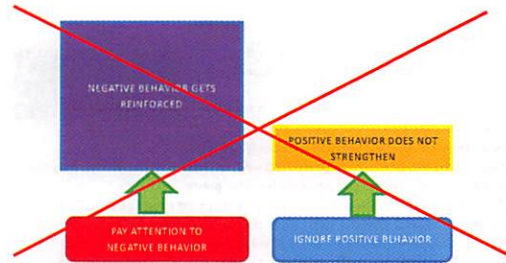 NEGATIVE BEHAVIOR GETS
REINFORCED
POSITIVE BEHAVIOR DOES NOT
STRENGTHEN
PAY ATTENTION TO
NEGATIVE BEHAVIOR
IGNORE POSITIVE BEHAVIOR